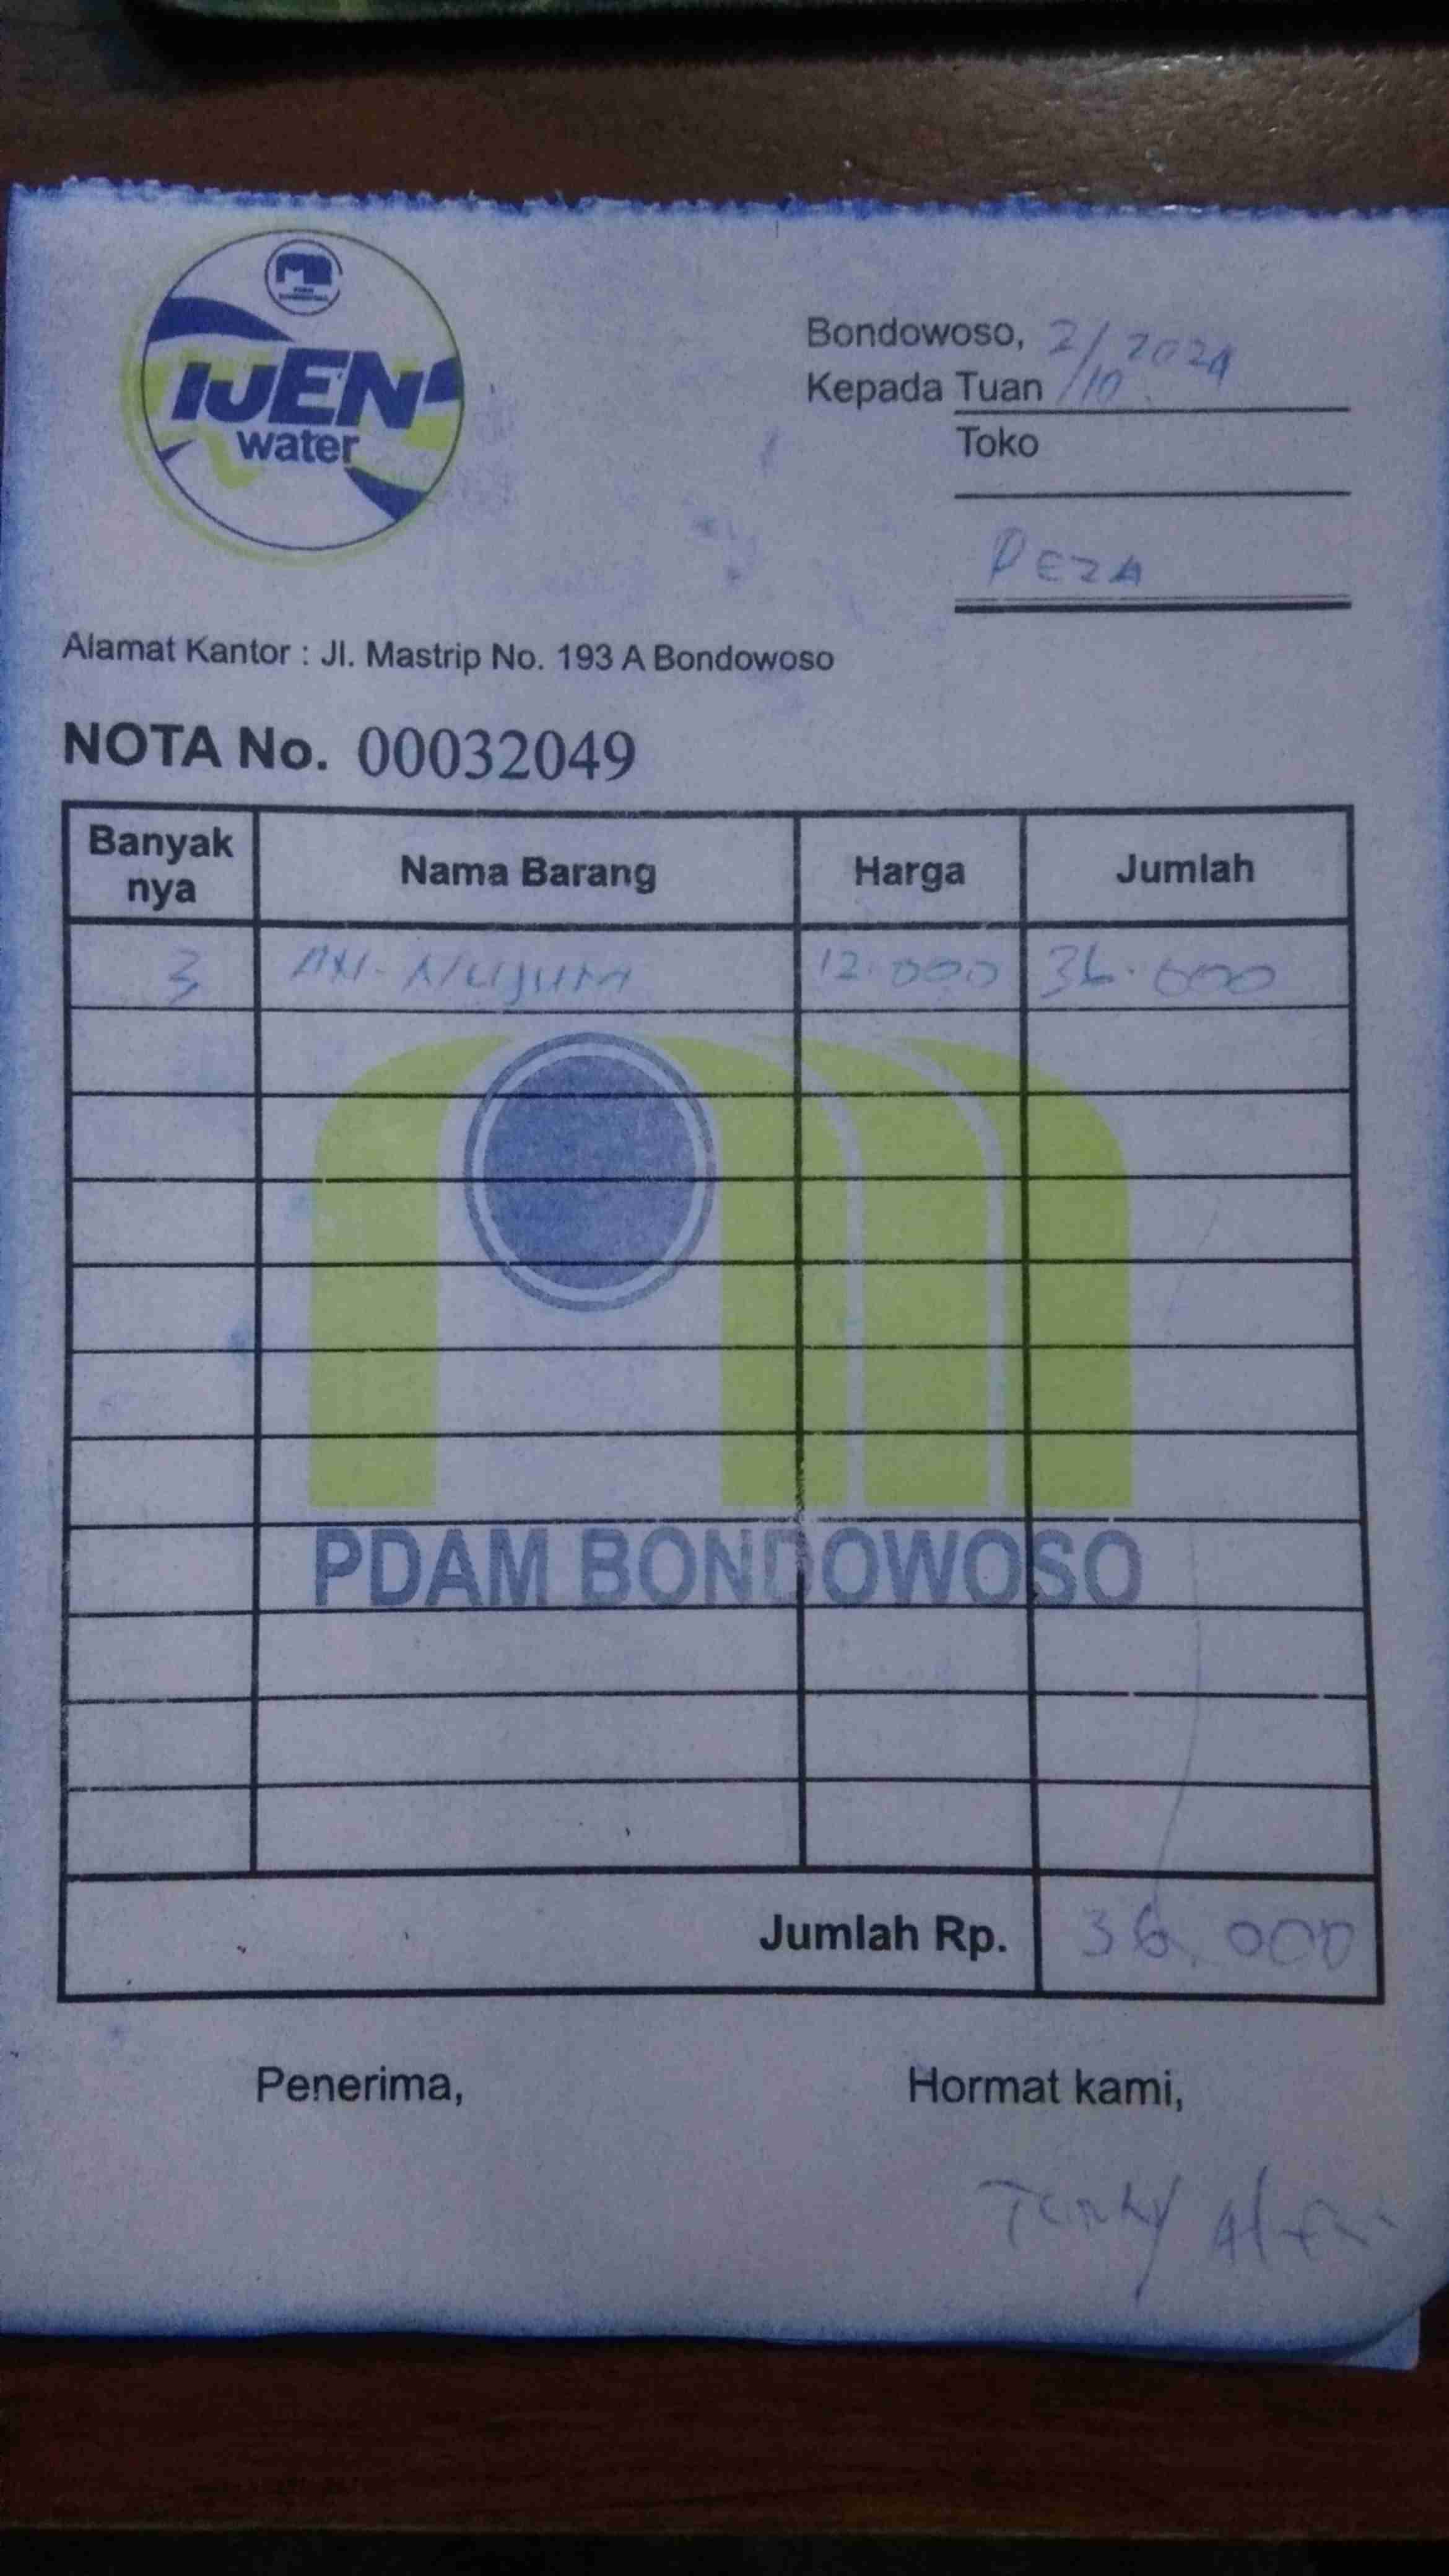 IJEN
water
Bondowoso, 2/10 2024
Kepada Tuan
Toko
REZA
Alamat Kantor : Jl. Mastrip No. 193 A Bondowoso
NOTA No. 00032049
Banyak nya Nama Barang Harga Jumlah
3 AN-NUJUM 12.000 36.000
PDAM BONDOWOSO
Jumlah Rp. 36.000
Penerima, Hormat kami,